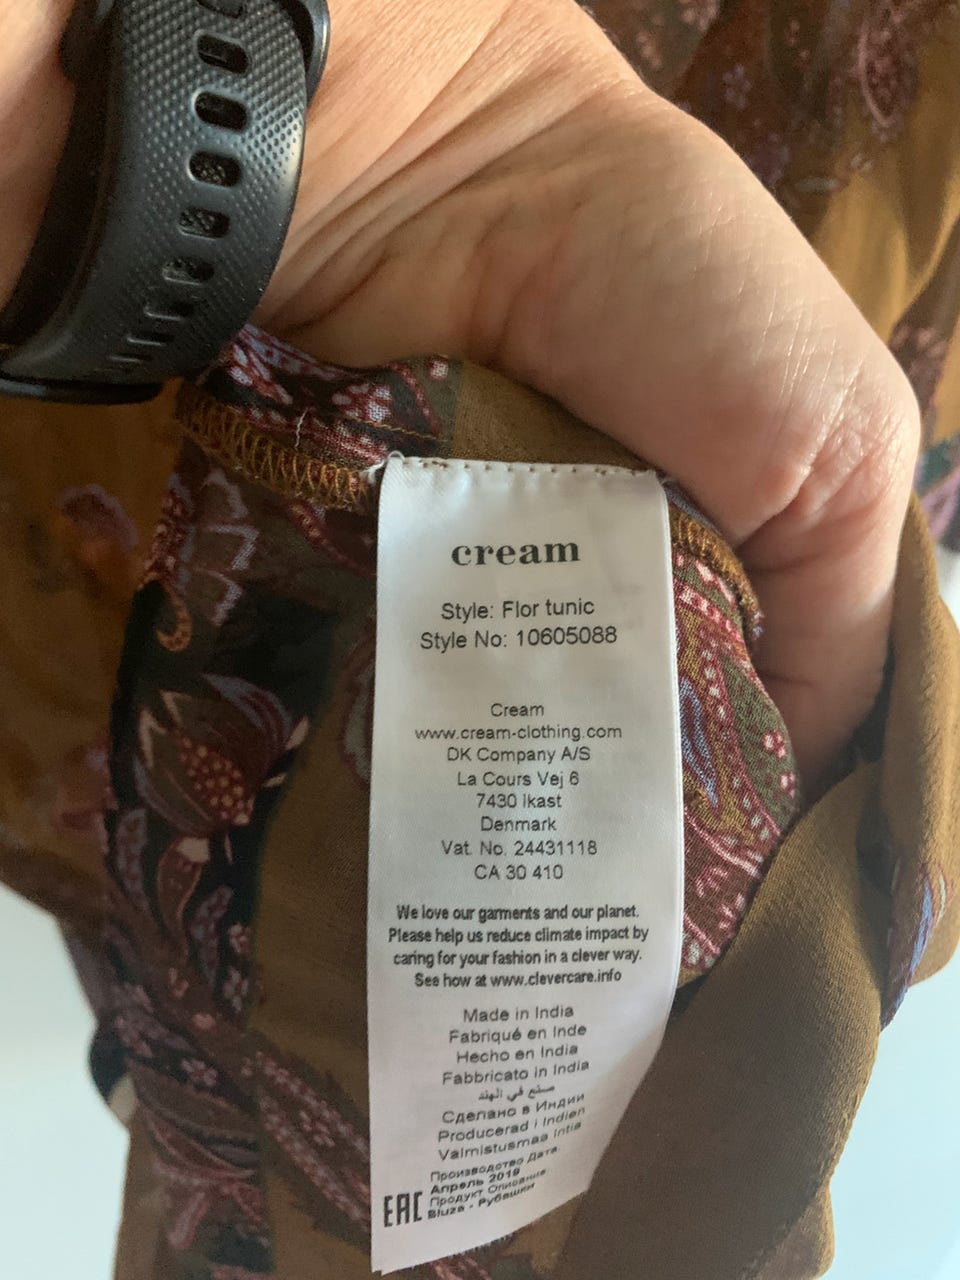 cream
Style: Flor tunic
Style No: 10605088
Cream
www.cream-clothing.com
DK Company A/S
La Cours Vej 6
7430 Ikast
Denmark
Vat. No. 24431118
CA 30 410
We love our garments and our planet.
Please help us reduce climate impact by
caring for your fashion in a clever way.
See how at www.clevercare.info
Made in India
Fabriqué en Inde
Hecho en India
Fabbricato in India
صنع في الهند
Сделано в Индии
Producerad i Indien
Valmistusmaa Intia
Производство Дата:
Апрель 2019
Продукт Описание
Bluza - Рубашки
EAC